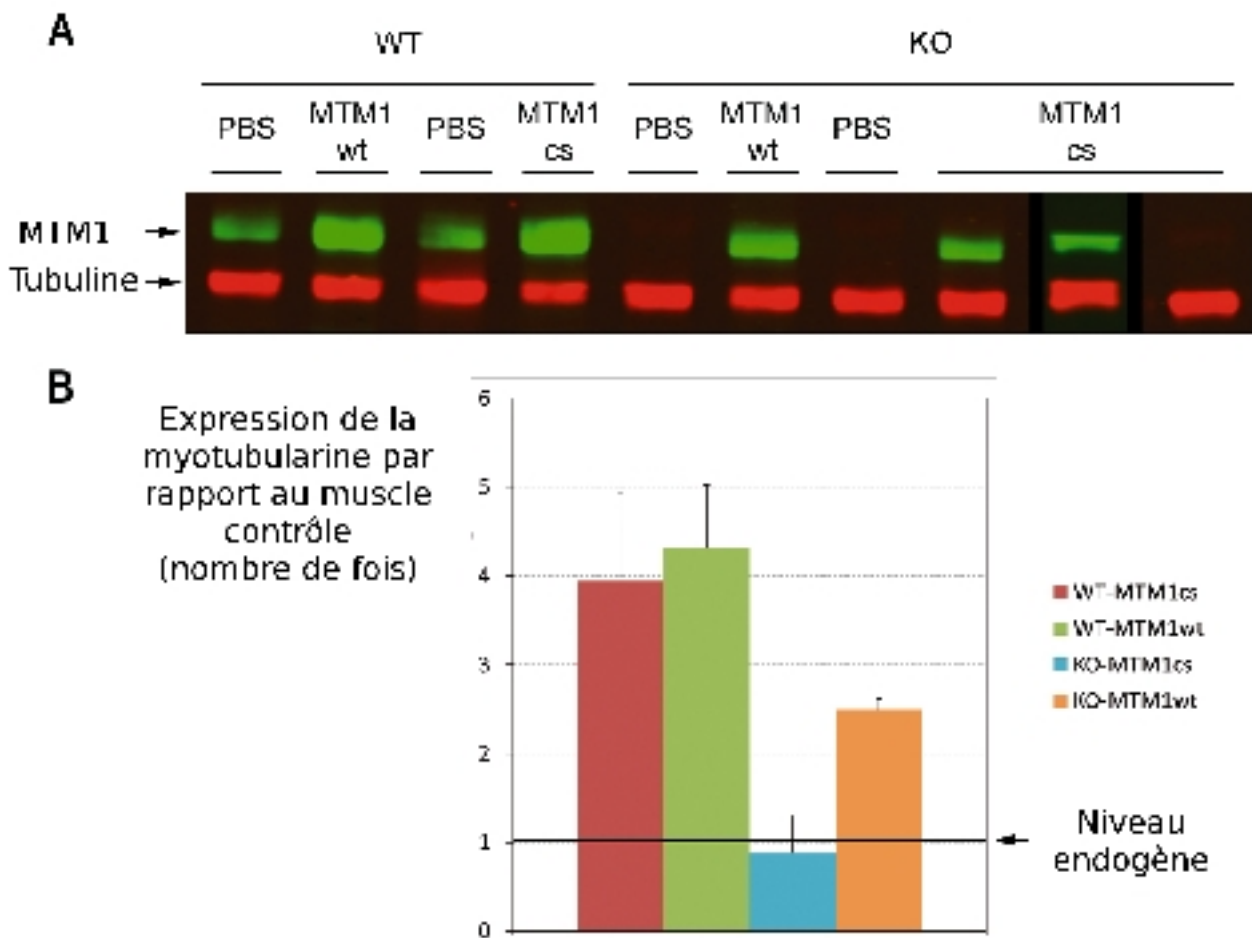 A
WT
KO
PBS
MTM1
wt
PBS
MTM1
cs
PBS
MTM1
wt
PBS
MTM1
cs
MTM1
Tubuline
B
Expression de la
myotubularine par
rapport au muscle
contrôle
(nombre de fois)
6
5
4
3
2
1
0
WT-MTM1cs
WT-MTM1wt
KO-MTM1cs
KO-MTM1wt
Niveau
endogène